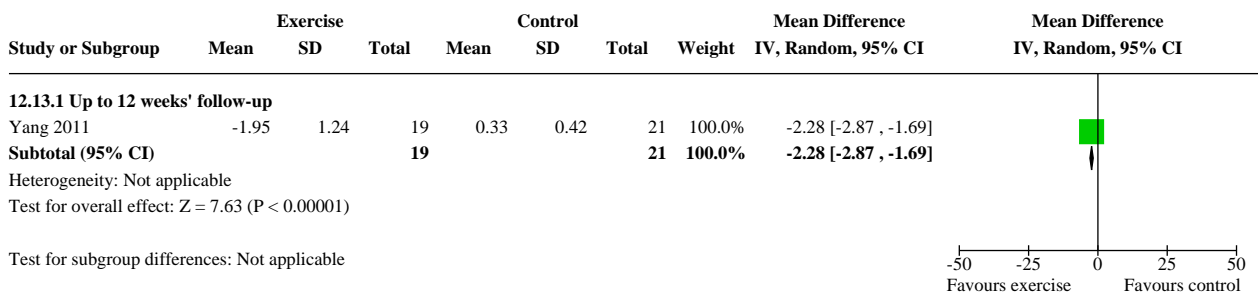 Exercise Control Mean Difference Mean Difference
Study or Subgroup Mean SD Total Mean SD Total Weight IV, Random, 95% CI IV, Random, 95% CI
12.13.1 Up to 12 weeks' follow-up
Yang 2011 -1.95 1.24 19 0.33 0.42 21 100.0% -2.28 [-2.87 , -1.69]
Subtotal (95% CI) 19 21 100.0% -2.28 [-2.87 , -1.69]
Heterogeneity: Not applicable
Test for overall effect: Z = 7.63 (P < 0.00001)
Test for subgroup differences: Not applicable
-50 -25 0 25 50
Favours exercise Favours control